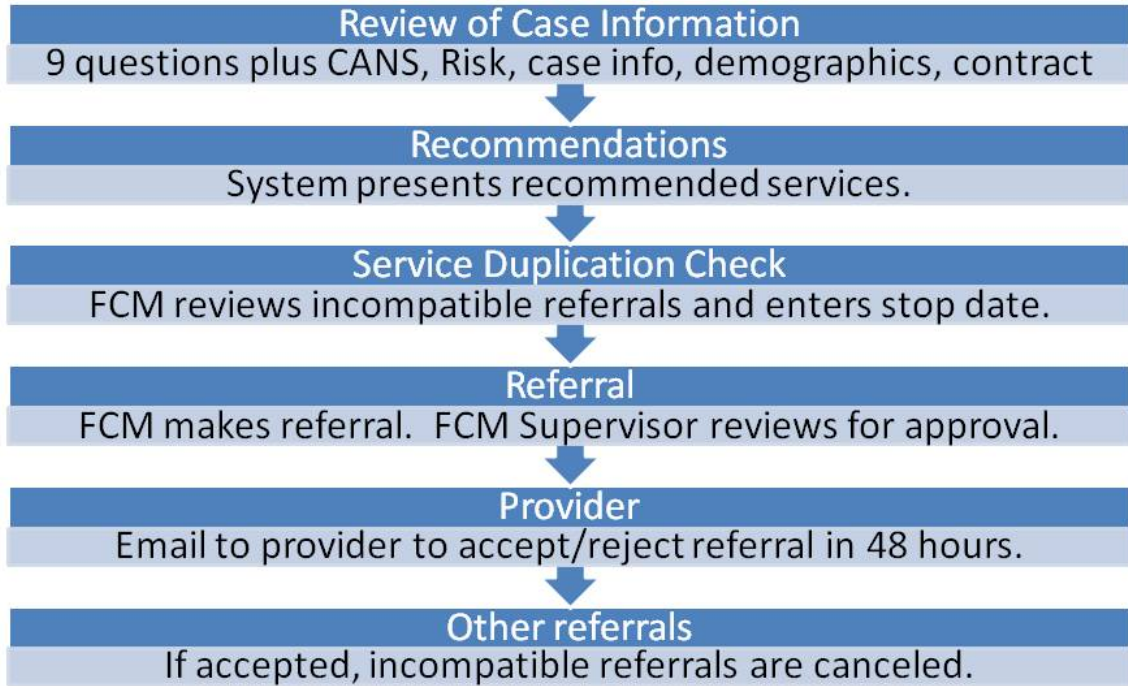 Review of Case Information
9 questions plus CANS, Risk, case info, demographics, contract
Recommendations
System presents recommended services.
Service Duplication Check
FCM reviews incompatible referrals and enters stop date.
Referral
FCM makes referral.  FCM Supervisor reviews for approval.
Provider
Email to provider to accept/reject referral in 48 hours.
Other referrals
If accepted, incompatible referrals are canceled.